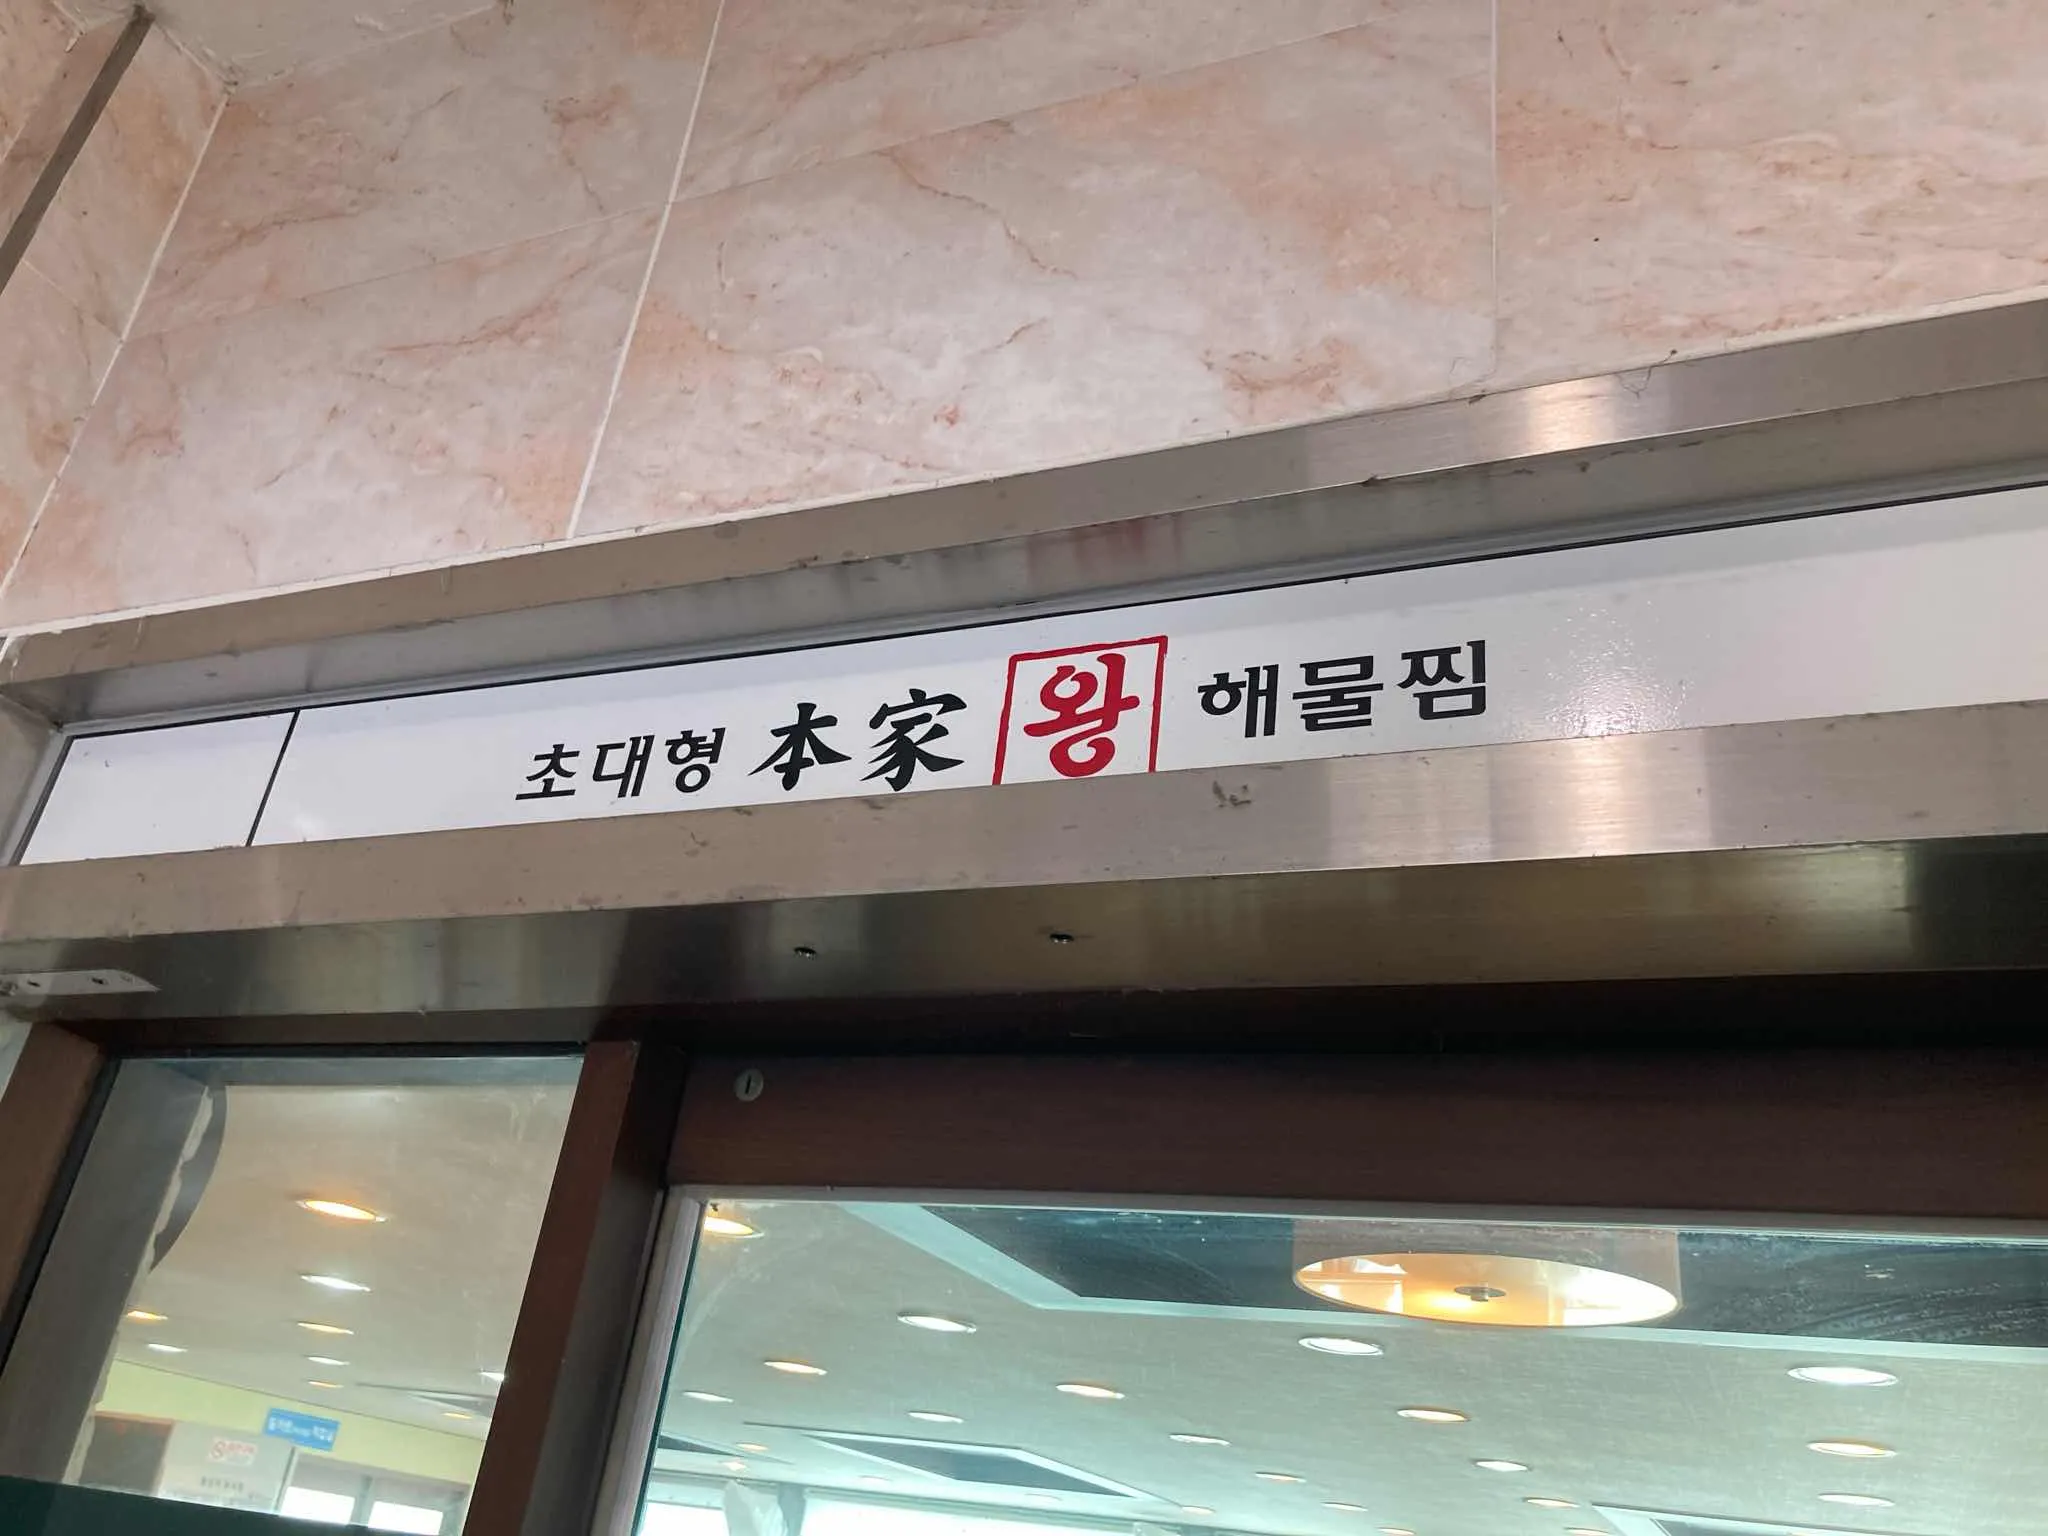 초대형 本家 왕 해물찜